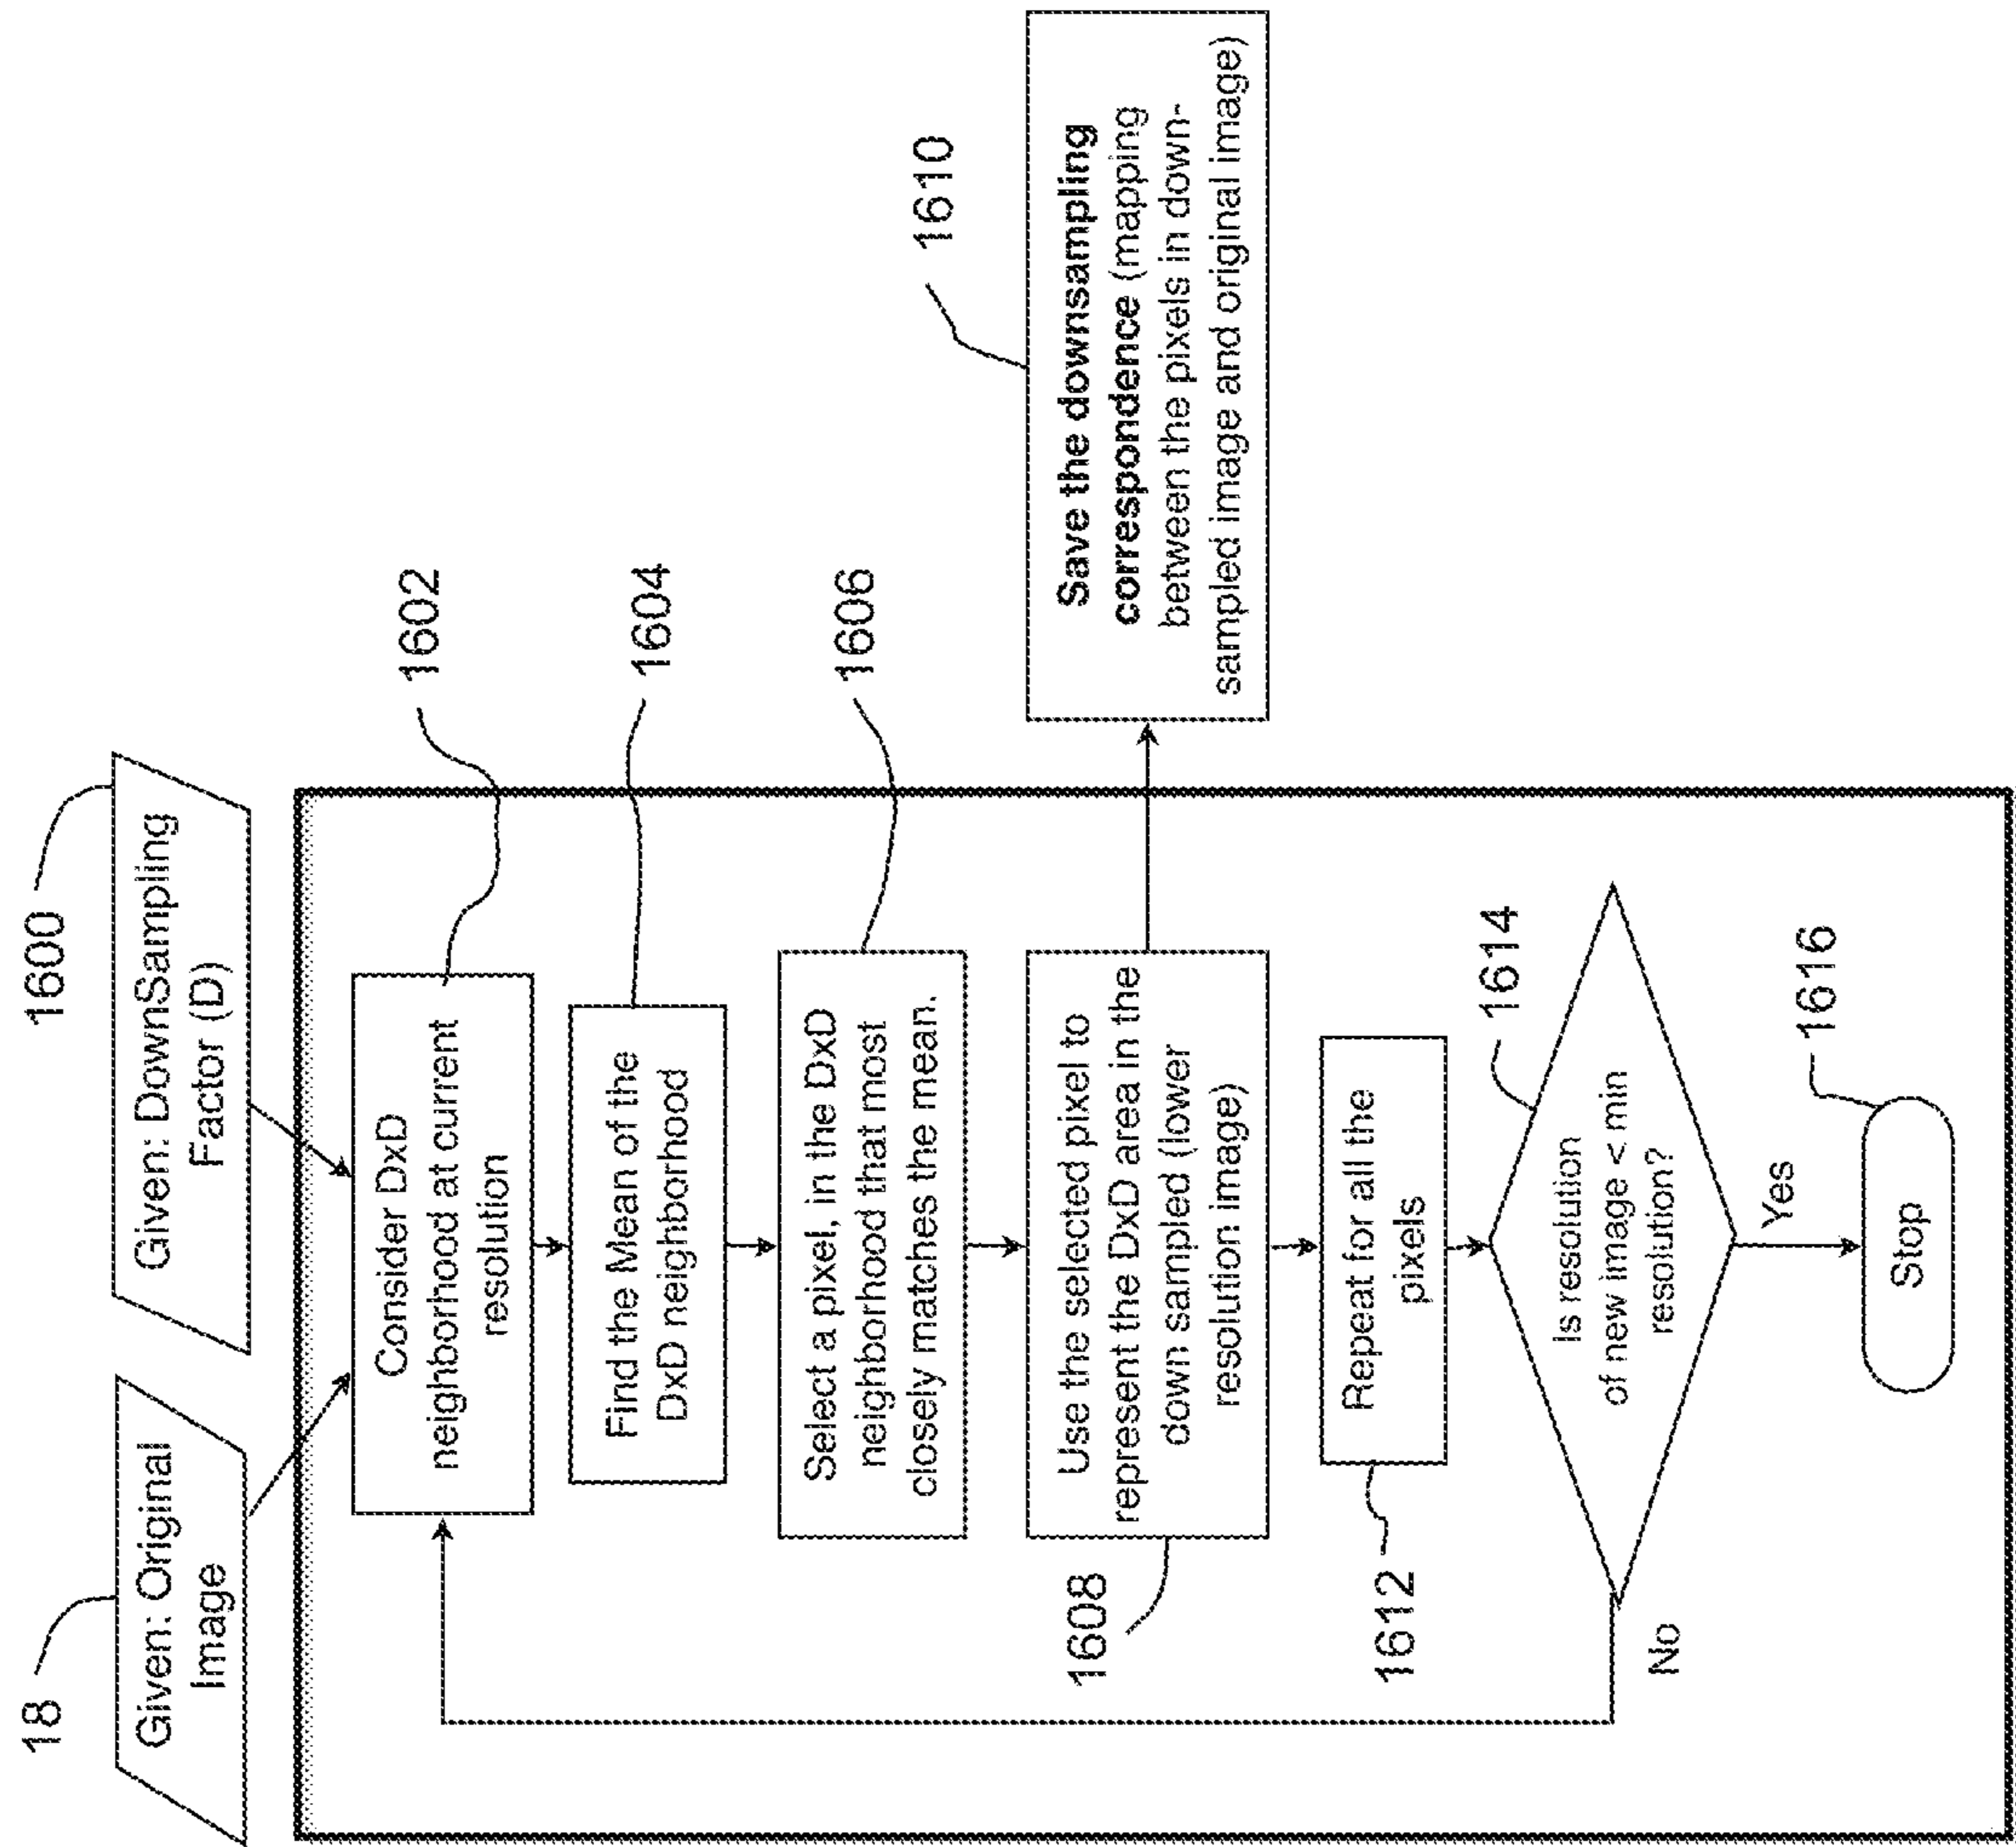 18
Given: Original
Image
1600
Given: DownSampling
Factor (D)
1602
Consider DxD
neighborhood at current
resolution
1604
Find the Mean of the
DxD neighborhood
1606
Select a pixel, in the DxD
neighborhood that most
closely matches the mean.
1608
Use the selected pixel to
represent the DxD area in the
down sampled (lower
resolution image)
1610
Save the downsampling
correspondence (mapping
between the pixels in down-
sampled image and original image)
1612
Repeat for all the
pixels
1614
Is resolution
of new image < min
resolution?
No
Yes
1616
Stop